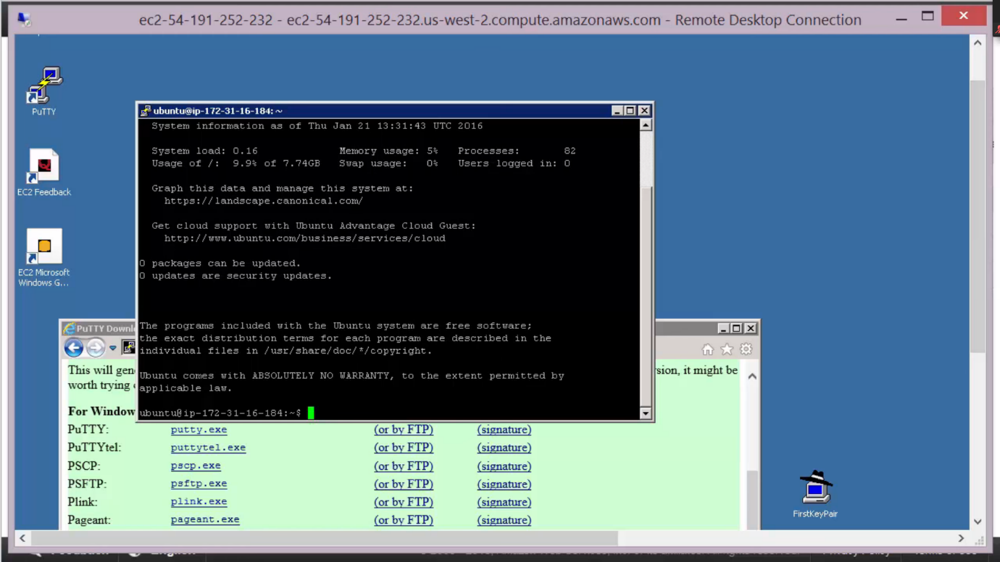 ec2-54-191-252-232 - ec2-54-191-252-232.us-west-2.compute.amazonaws.com - Remote Desktop Connection
PuTTY
EC2 Feedback
EC2 Microsoft
Windows G...
ubuntu@ip-172-31-16-184: ~
System information as of Thu Jan 21 13:31:43 UTC 2016
System load: 0.16 Memory usage: 5% Processes: 82
Usage of /: 9.9% of 7.74GB Swap usage: 0% Users logged in: 0
Graph this data and manage this system at:
https://landscape.canonical.com/
Get cloud support with Ubuntu Advantage Cloud Guest:
http://www.ubuntu.com/business/services/cloud
0 packages can be updated.
0 updates are security updates.
The programs included with the Ubuntu system are free software;
the exact distribution terms for each program are described in the
individual files in /usr/share/doc/*/copyright.
Ubuntu comes with ABSOLUTELY NO WARRANTY, to the extent permitted by
applicable law.
ubuntu@ip-172-31-16-184:~$
PuTTY Downl
This will gen
sion, it might be
worth trying
For Window
PuTTY: putty.exe (or by FTP) (signature)
PuTTYtel: puttytel.exe (or by FTP) (signature)
PSCP: pscp.exe (or by FTP) (signature)
PSFTP: psftp.exe (or by FTP) (signature)
Plink: plink.exe (or by FTP) (signature)
Pageant: pageant.exe (or by FTP) (signature)
FirstKeyPair